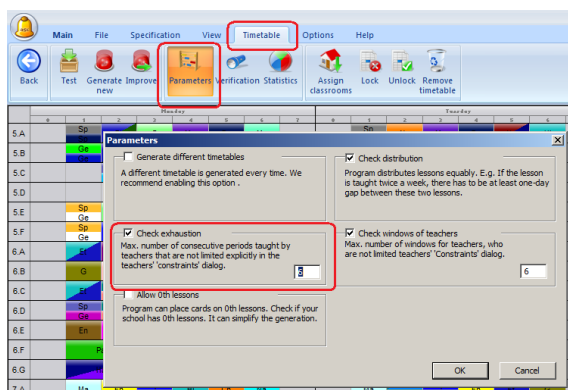 Main File Specification View Timetable Options Help
Back Test Generate new Improve Parameters Verification Statistics Assign classrooms Lock Unlock Remove timetable
Monday Tuesday
0 1 2 3 4 5 6 7 0 1 2 3 4 5 6
5.A Sp
5.B Ge
5.C
5.D
5.E Sp
Ge
5.F Sp
Ge
6.A
6.B G
6.C
6.D Sp
Ge
6.E En
6.F
6.G
Parameters
Generate different timetables
A different timetable is generated every time. We
recommend enabling this option .
Check distribution
Program distributes lessons equally. E.g. If the lesson
is taught twice a week, there has to be at least one-day
gap between these two lessons.
Check exhaustion
Max. number of consecutive periods taught by
teachers that are not limited explicitly in the
teachers' 'constraints' dialog.
6
Check windows of teachers
Max. number of windows for teachers, who
are not limited teachers' 'Constraints' dialog.
6
Allow 0th lessons
Program can place cards on 0th lessons. Check if your
school has 0th lessons. It can simplify the generation.
OK Cancel